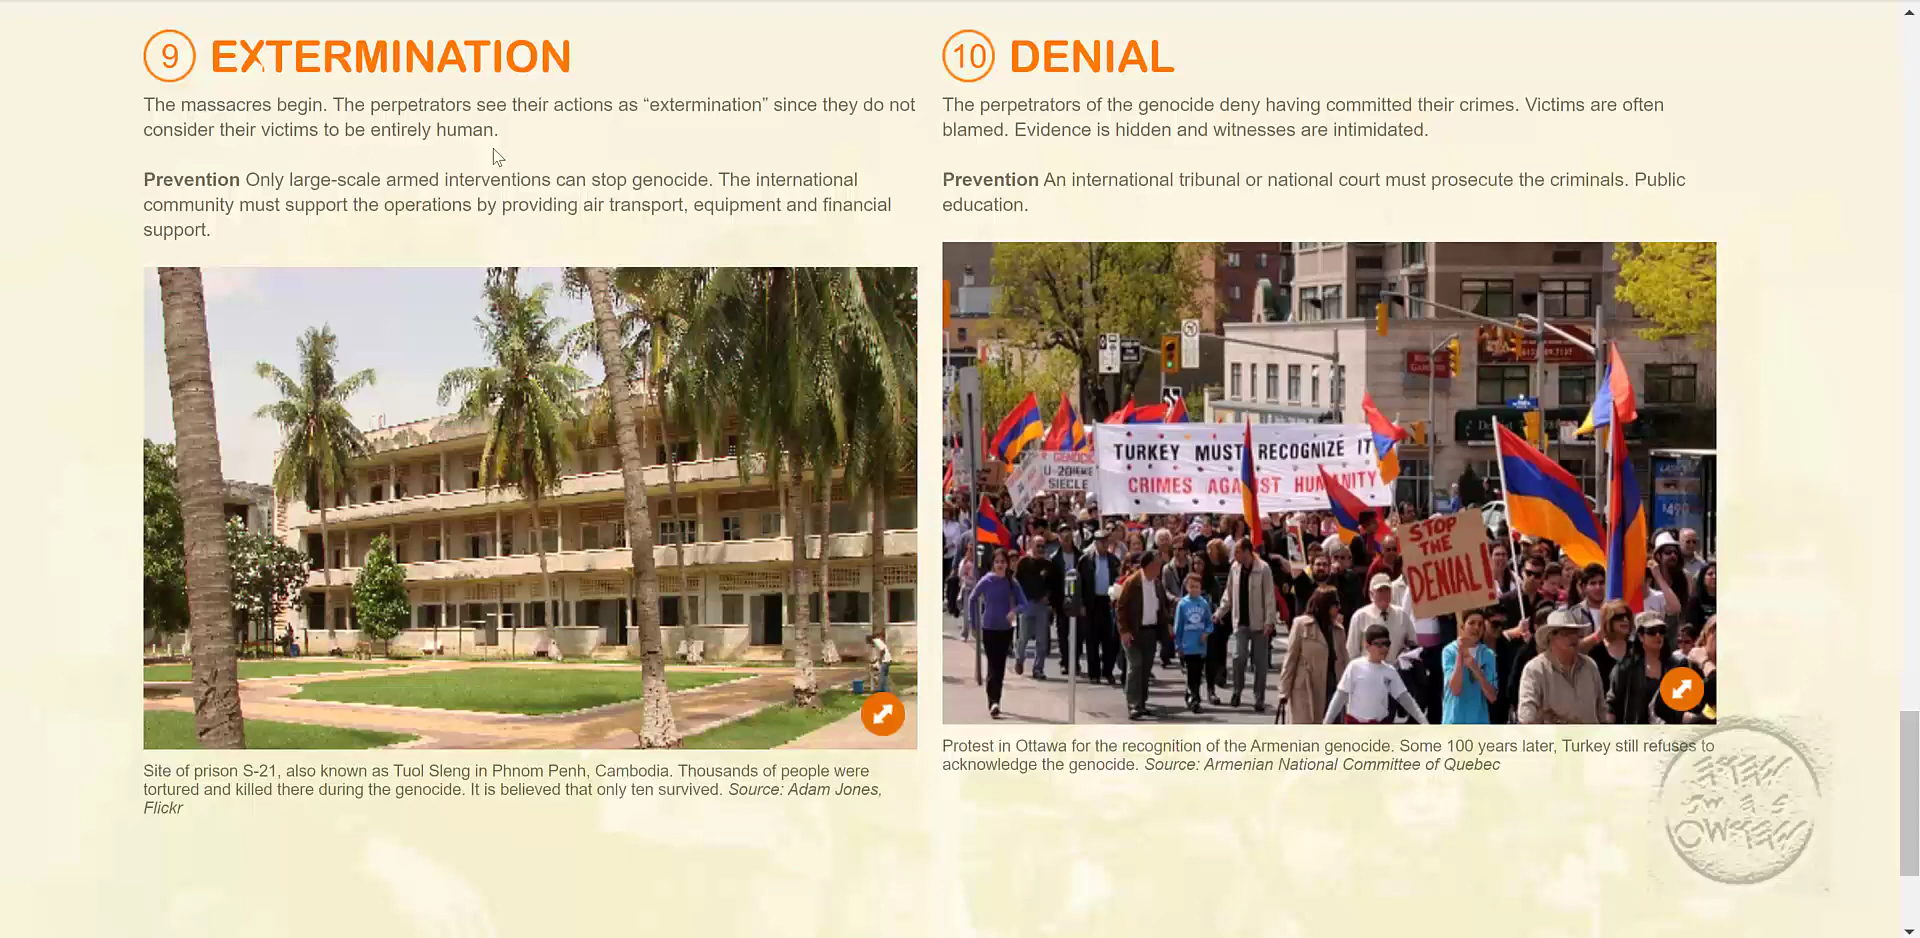 9 EXTERMINATION
The massacres begin. The perpetrators see their actions as “extermination” since they do not
consider their victims to be entirely human.
Prevention Only large-scale armed interventions can stop genocide. The international
community must support the operations by providing air transport, equipment and financial
support.
Site of prison S-21, also known as Tuol Sleng in Phnom Penh, Cambodia. Thousands of people were
tortured and killed there during the genocide. It is believed that only ten survived. Source: Adam Jones,
Flickr
10 DENIAL
The perpetrators of the genocide deny having committed their crimes. Victims are often
blamed. Evidence is hidden and witnesses are intimidated.
Prevention An international tribunal or national court must prosecute the criminals. Public
education.
TURKEY MUST RECOGNIZE IT
CRIMES AGAINST HUMANITY
SIECLE
STOP
THE
DENIAL!
Protest in Ottawa for the recognition of the Armenian genocide. Some 100 years later, Turkey still refuses to
acknowledge the genocide. Source: Armenian National Committee of Quebec